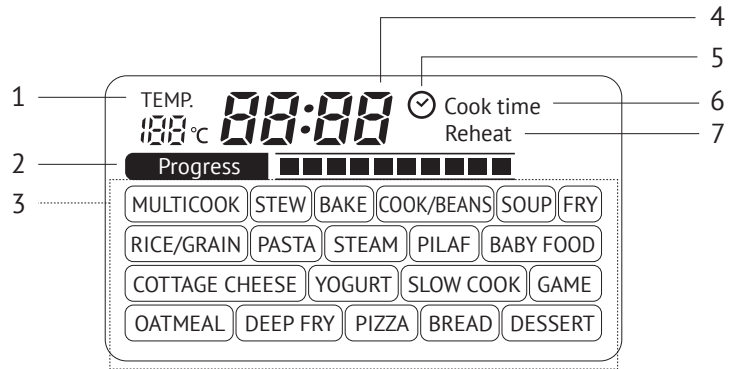 4
5
1 TEMP. 88:88 Cook time 6
188 °C Reheat 7
2 Progress
3
MULTICOOK STEW BAKE COOK/BEANS SOUP FRY
RICE/GRAIN PASTA STEAM PILAF BABY FOOD
COTTAGE CHEESE YOGURT SLOW COOK GAME
OATMEAL DEEP FRY PIZZA BREAD DESSERT